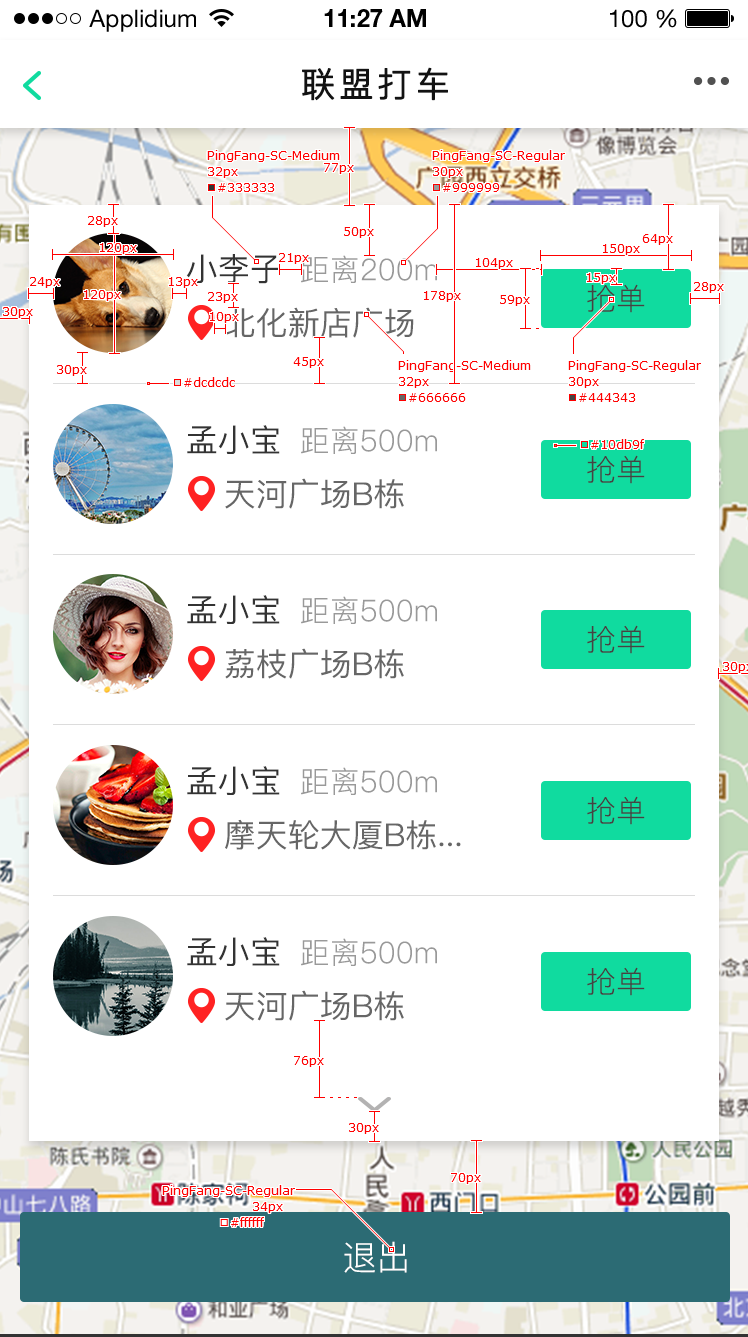 Applidium 11:27 AM 100 %
联盟打车
像博览会
PingFang-SC-Medium
32px
#333333
77px
PingFang-SC-Regular
30px
#999999
广园西立交桥
28px
50px
64px
120px
150px
小李子
21px
距离200m
104px
15px
抢单
24px
120px
13px
23px
178px
59px
28px
30px
10px
北化新店广场
30px
45px
PingFang-SC-Medium
32px
#666666
PingFang-SC-Regular
30px
#444343
#dcdcdc
孟小宝 距离500m
#10db9f
抢单
天河广场B栋
孟小宝 距离500m
抢单
荔枝广场B栋
30px
孟小宝 距离500m
抢单
摩天轮大厦B栋...
孟小宝 距离500m
抢单
天河广场B栋
76px
30px
陈氏书院
人民公园
70px
PingFang-SC-Regular
34px
#ffffff
陈家祠
西门口
公园前
退出
和业广场